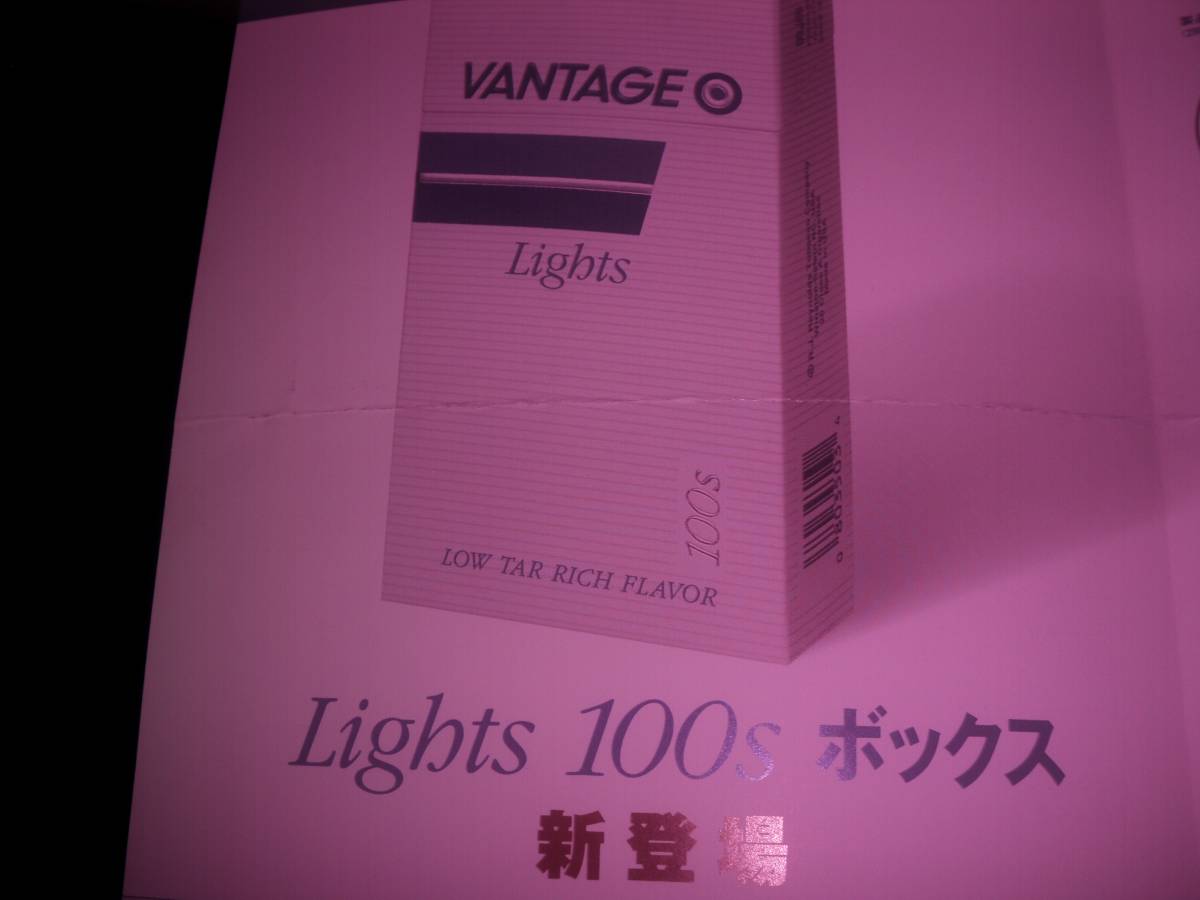 VANTAGE
Lights
100s
LOW TAR RICH FLAVOR
Lights 100s ボックス
新登場